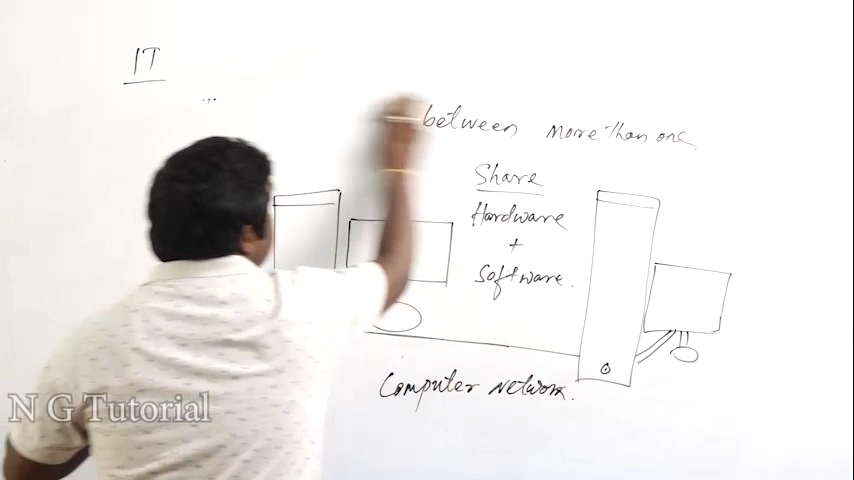 IT
between more than one
Share
Hardware
+
Software.
Computer Network.
N G Tutorial